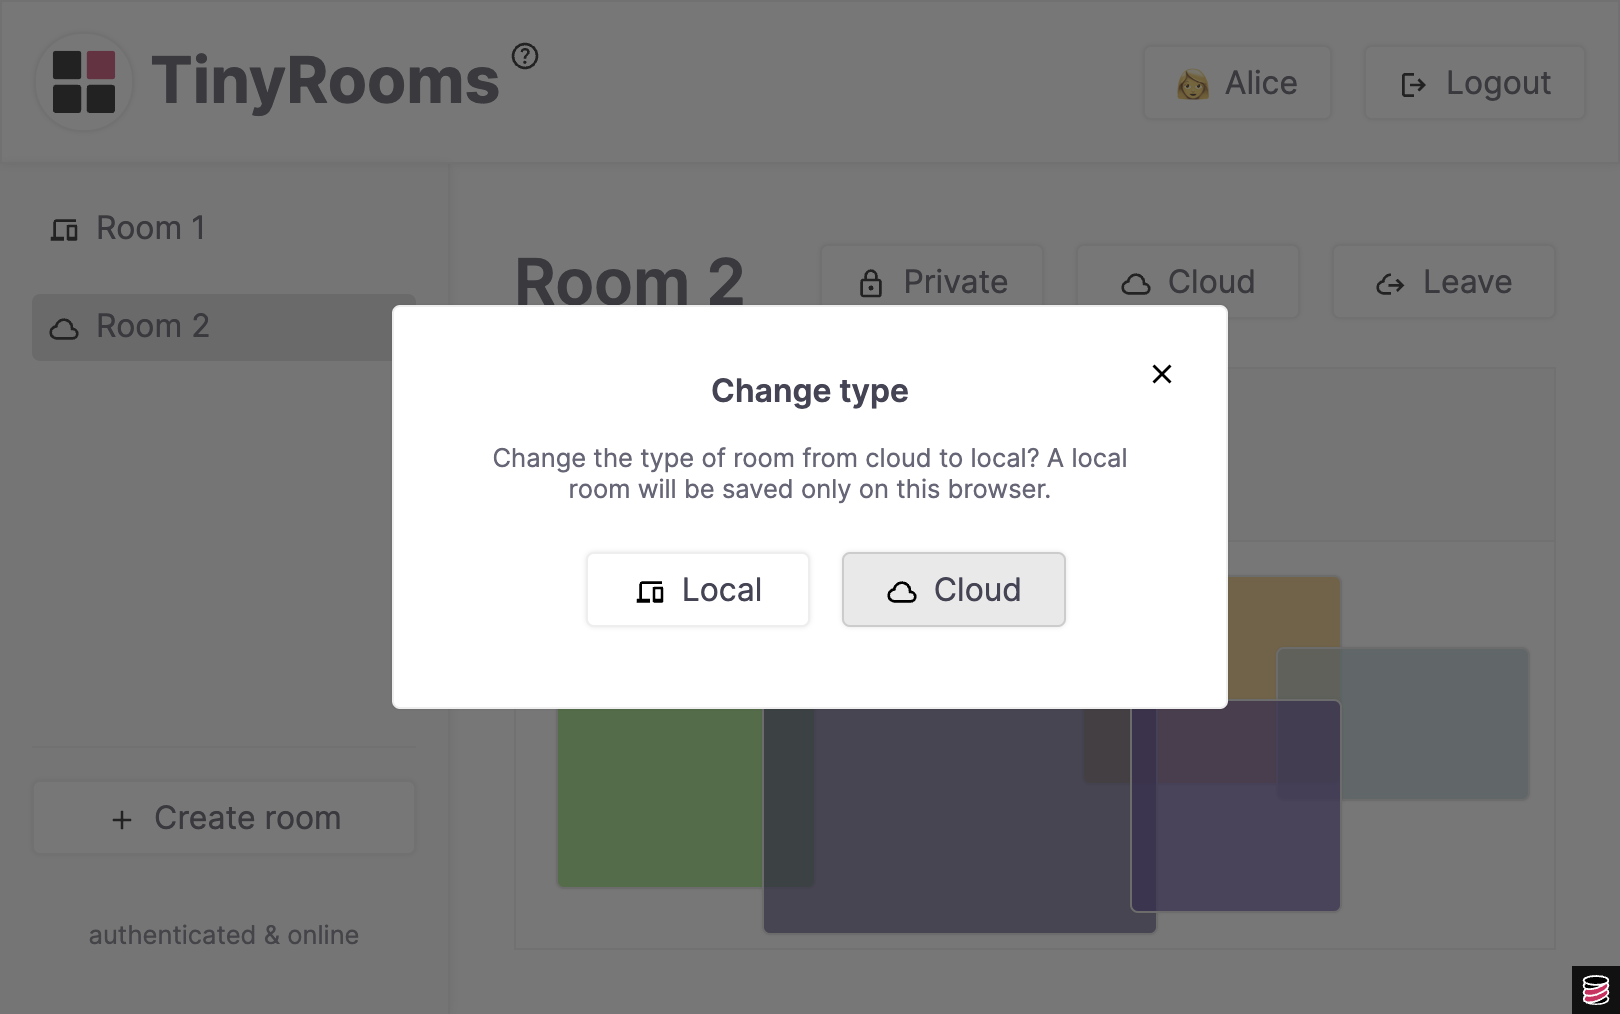 TinyRooms
Alice
Logout
Room 1
Room 2
Room 2
Private
Cloud
Leave
Change type
Change the type of room from cloud to local? A local
room will be saved only on this browser.
Local
Cloud
Create room
authenticated & online